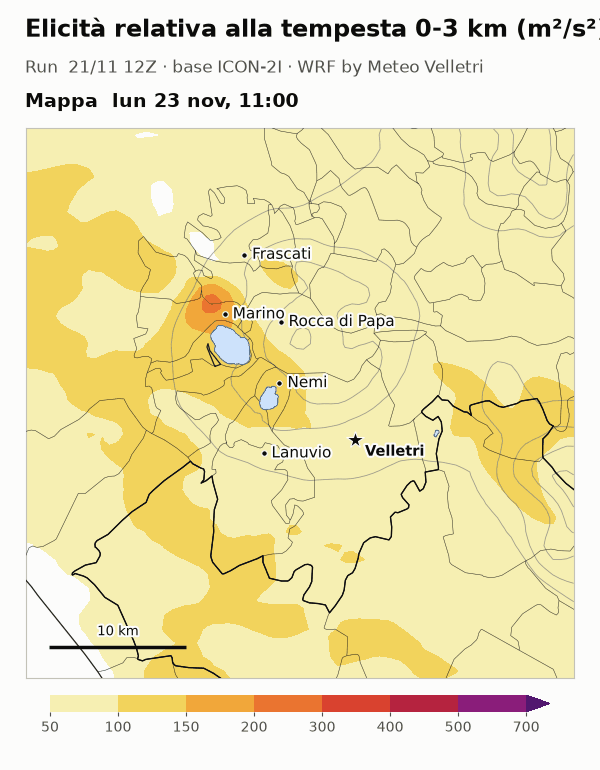 Elicità relativa alla tempesta 0-3 km (m²/s²)
Run 21/11 12Z · base ICON-2I · WRF by Meteo Velletri
Mappa lun 23 nov, 11:00
Frascati
Marino
Rocca di Papa
Nemi
Velletri
Lanuvio
10 km
50 100 150 200 300 400 500 700